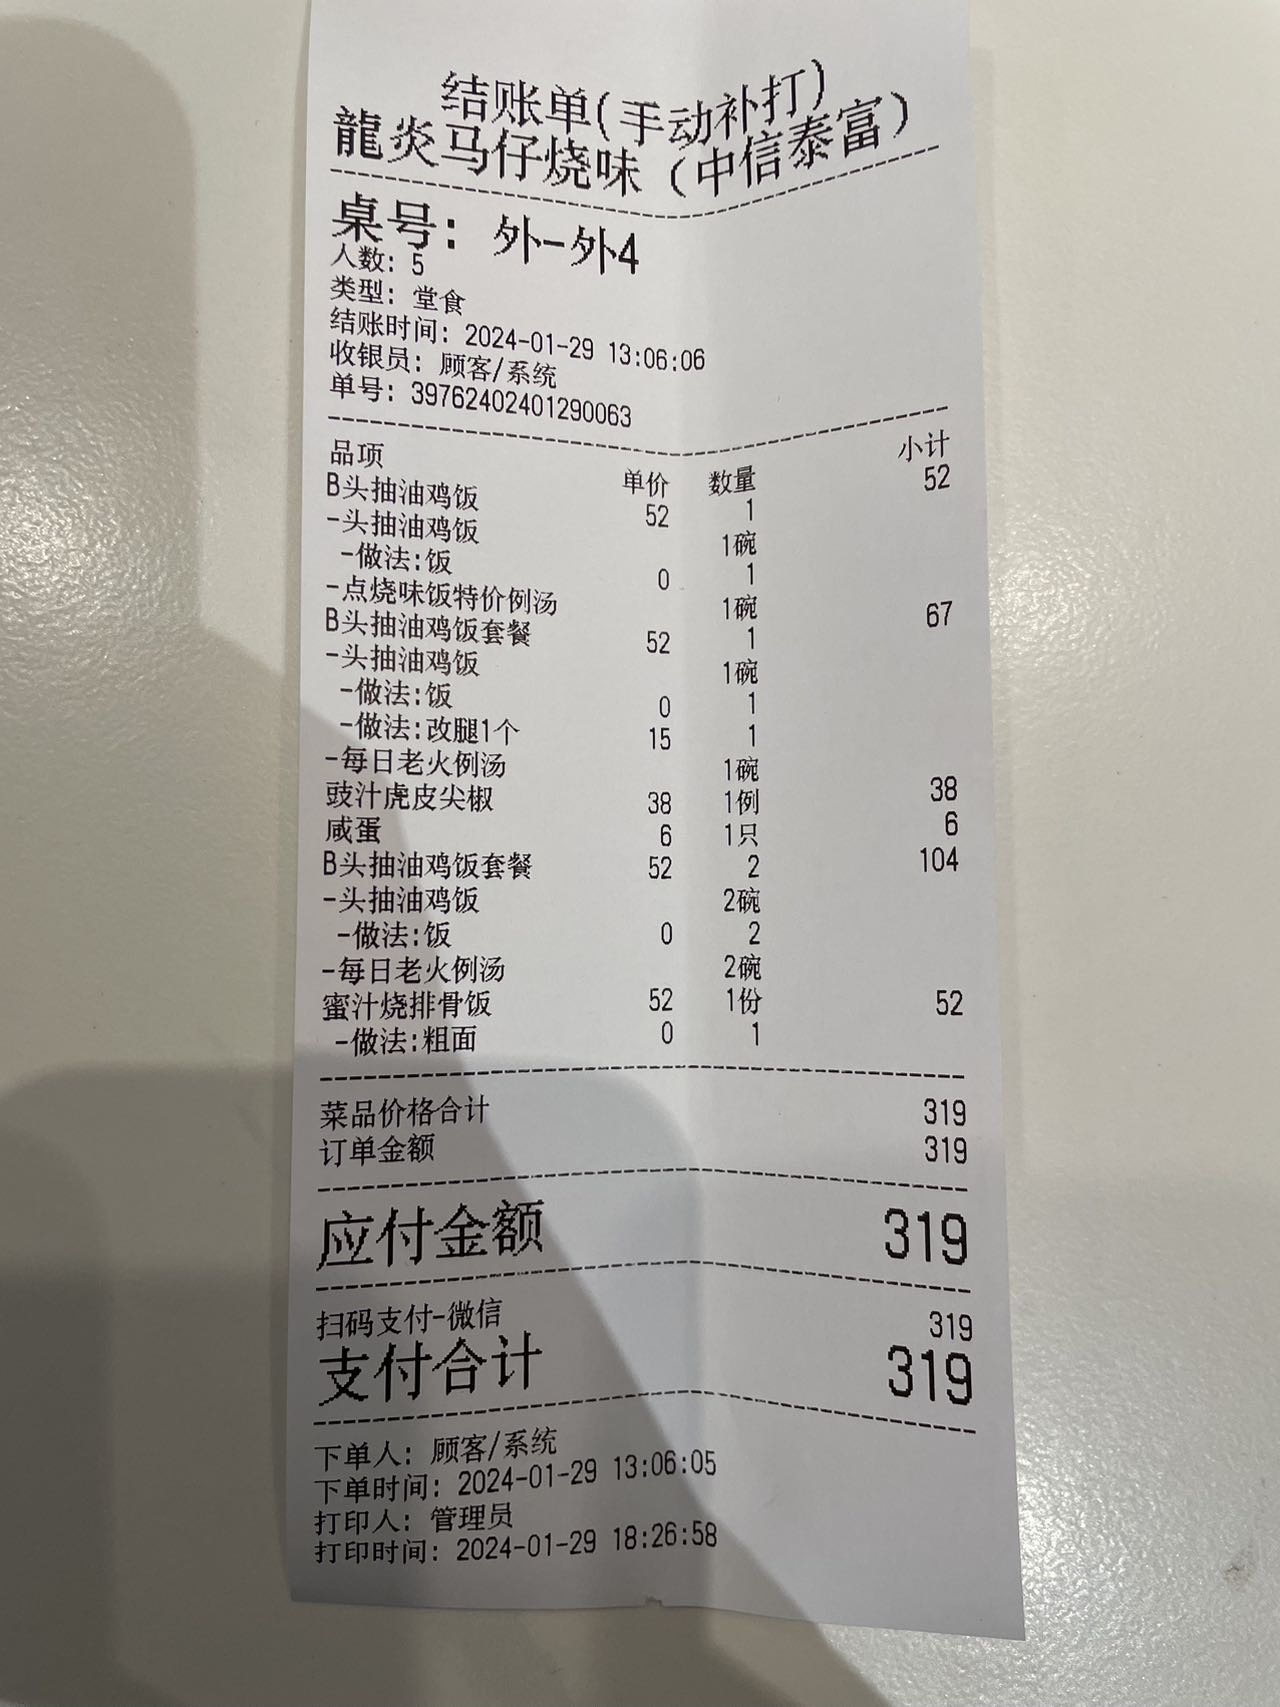 结账单(手动补打)
龍炎马仔烧味（中信泰富）
桌号: 外-外4
人数: 5
类型: 堂食
结账时间: 2024-01-29 13:06:06
收银员: 顾客/系统
单号: 39762402401290063
品项 单价 数量 小计
B头抽油鸡饭 52 1 52
-头抽油鸡饭 1碗
-做法:饭 0 1
-点烧味饭特价例汤 1碗
B头抽油鸡饭套餐 52 1 67
-头抽油鸡饭 1碗
-做法:饭 0 1
-做法:改腿1个 15 1
-每日老火例汤 1碗
豉汁虎皮尖椒 38 1例 38
咸蛋 6 1只 6
B头抽油鸡饭套餐 52 2 104
-头抽油鸡饭 2碗
-做法:饭 0 2
-每日老火例汤 2碗
蜜汁烧排骨饭 52 1份 52
-做法:粗面 0 1
菜品价格合计 319
订单金额 319
应付金额 319
扫码支付-微信 319
支付合计 319
下单人: 顾客/系统
下单时间: 2024-01-29 13:06:05
打印人: 管理员
打印时间: 2024-01-29 18:26:58